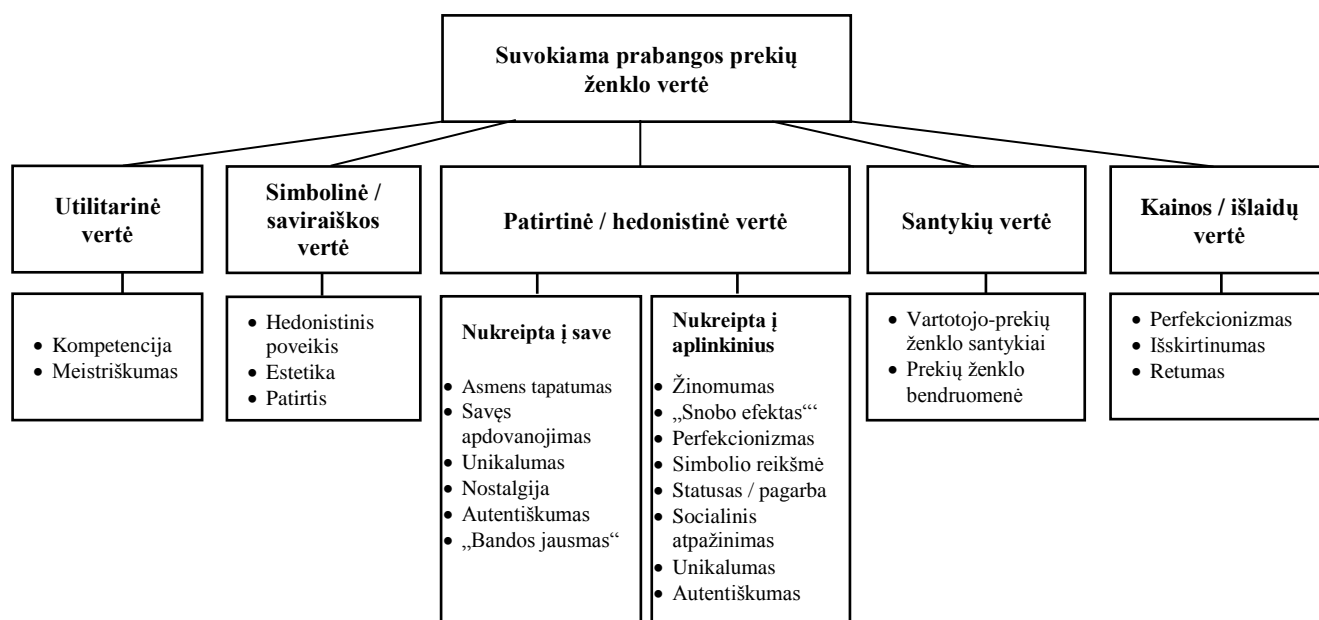 Suvokiama prabangos prekių
ženklo vertė
Utilitarinė
vertė
Simbolinė /
saviraiškos
vertė
Patirtinė / hedonistinė vertė
Santykių vertė
Kainos / išlaidų
vertė
• Kompetencija
• Meistriškumas
• Hedonistinis
poveikis
• Estetika
• Patirtis
Nukreipta į save
• Asmens tapatumas
• Savęs
apdovanojimas
• Unikalumas
• Nostalgija
• Autentiškumas
• „Bandos jausmas“
Nukreipta į
aplinkinius
• Žinomumas
• „Snobo efektas“‘
• Perfekcionizmas
• Simbolio reikšmė
• Statusas / pagarba
• Socialinis
atpažinimas
• Unikalumas
• Autentiškumas
• Vartotojo-prekių
ženklo santykiai
• Prekių ženklo
bendruomenė
• Perfekcionizmas
• Išskirtinumas
• Retumas